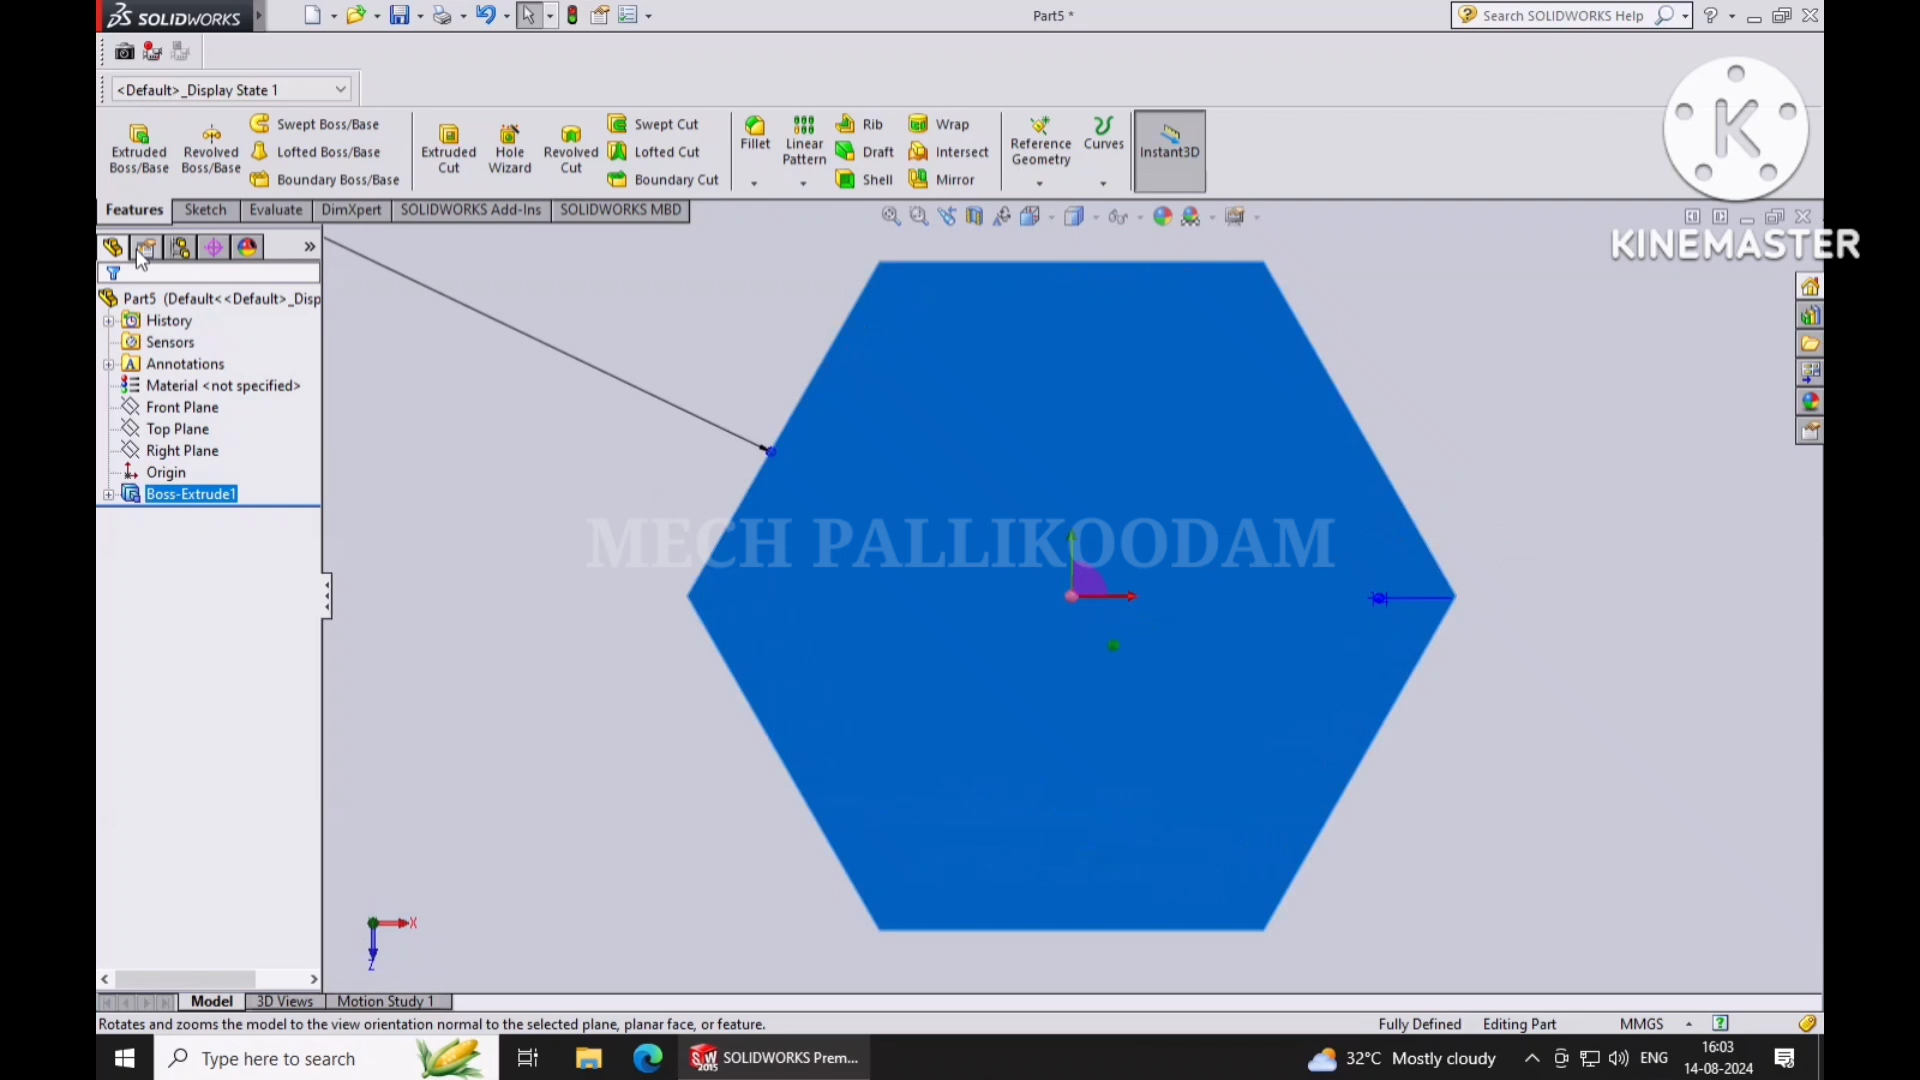 SOLIDWORKS
Part5 *
Search SOLIDWORKS Help
<Default>_Display State 1
Extruded Boss/Base
Revolved Boss/Base
Swept Boss/Base
Lofted Boss/Base
Boundary Boss/Base
Extruded Cut
Hole Wizard
Revolved Cut
Swept Cut
Lofted Cut
Boundary Cut
Fillet
Linear Pattern
Rib
Draft
Shell
Wrap
Intersect
Mirror
Reference Geometry
Curves
Instant3D
K
KINEMASTER
Features
Sketch
Evaluate
DimXpert
SOLIDWORKS Add-Ins
SOLIDWORKS MBD
Part5 (Default<<Default>_Disp
History
Sensors
Annotations
Material <not specified>
Front Plane
Top Plane
Right Plane
Origin
Boss-Extrude1
MECH PALLIKOODAM
X
Z
Model
3D Views
Motion Study 1
Rotates and zooms the model to the view orientation normal to the selected plane, planar face, or feature.
Fully Defined
Editing Part
MMGS
Type here to search
SW 2015
SOLIDWORKS Prem...
32°C Mostly cloudy
ENG
16:03
14-08-2024